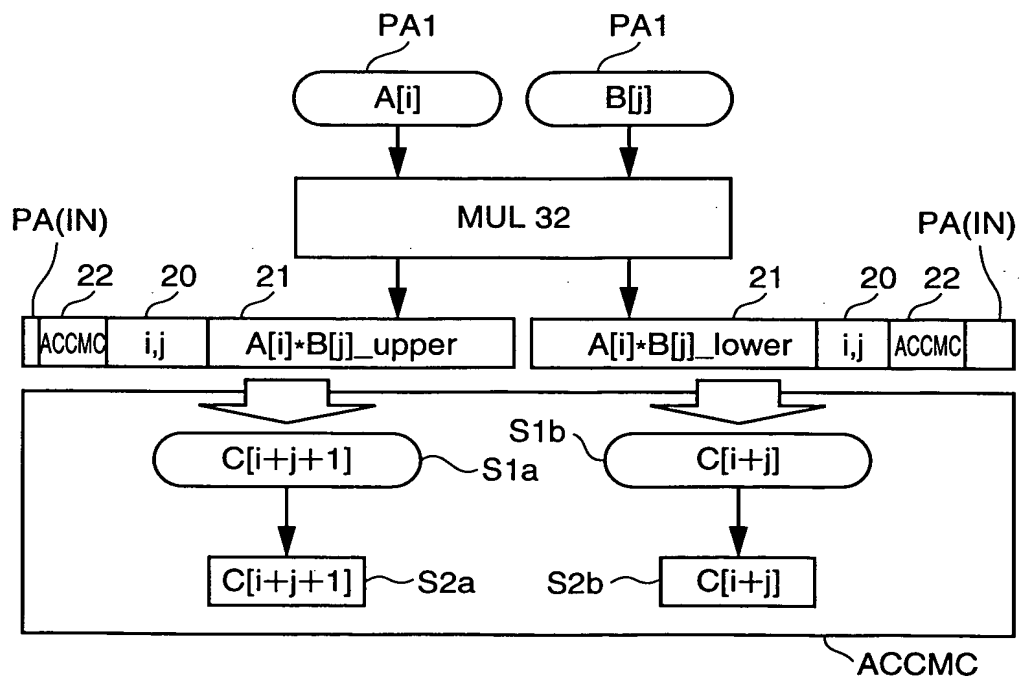 PA1 PA1
A[i] B[j]
MUL 32
PA(IN) PA(IN)
22 20 21 21 20 22
ACCMC i,j A[i]*B[j]_upper A[i]*B[j]_lower i,j ACCMC
C[i+j+1] S1a S1b C[i+j]
C[i+j+1] S2a S2b C[i+j]
ACCMC